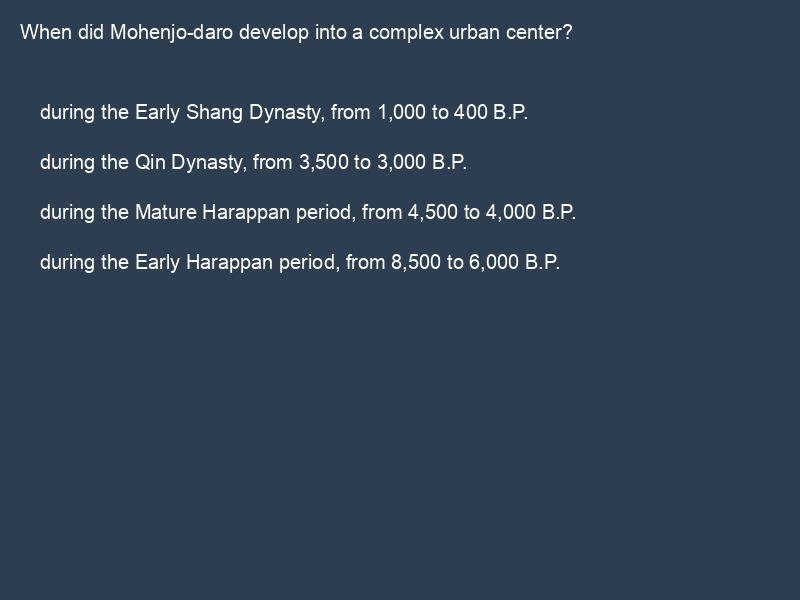 When did Mohenjo-daro develop into a complex urban center?
during the Early Shang Dynasty, from 1,000 to 400 B.P.
during the Qin Dynasty, from 3,500 to 3,000 B.P.
during the Mature Harappan period, from 4,500 to 4,000 B.P.
during the Early Harappan period, from 8,500 to 6,000 B.P.